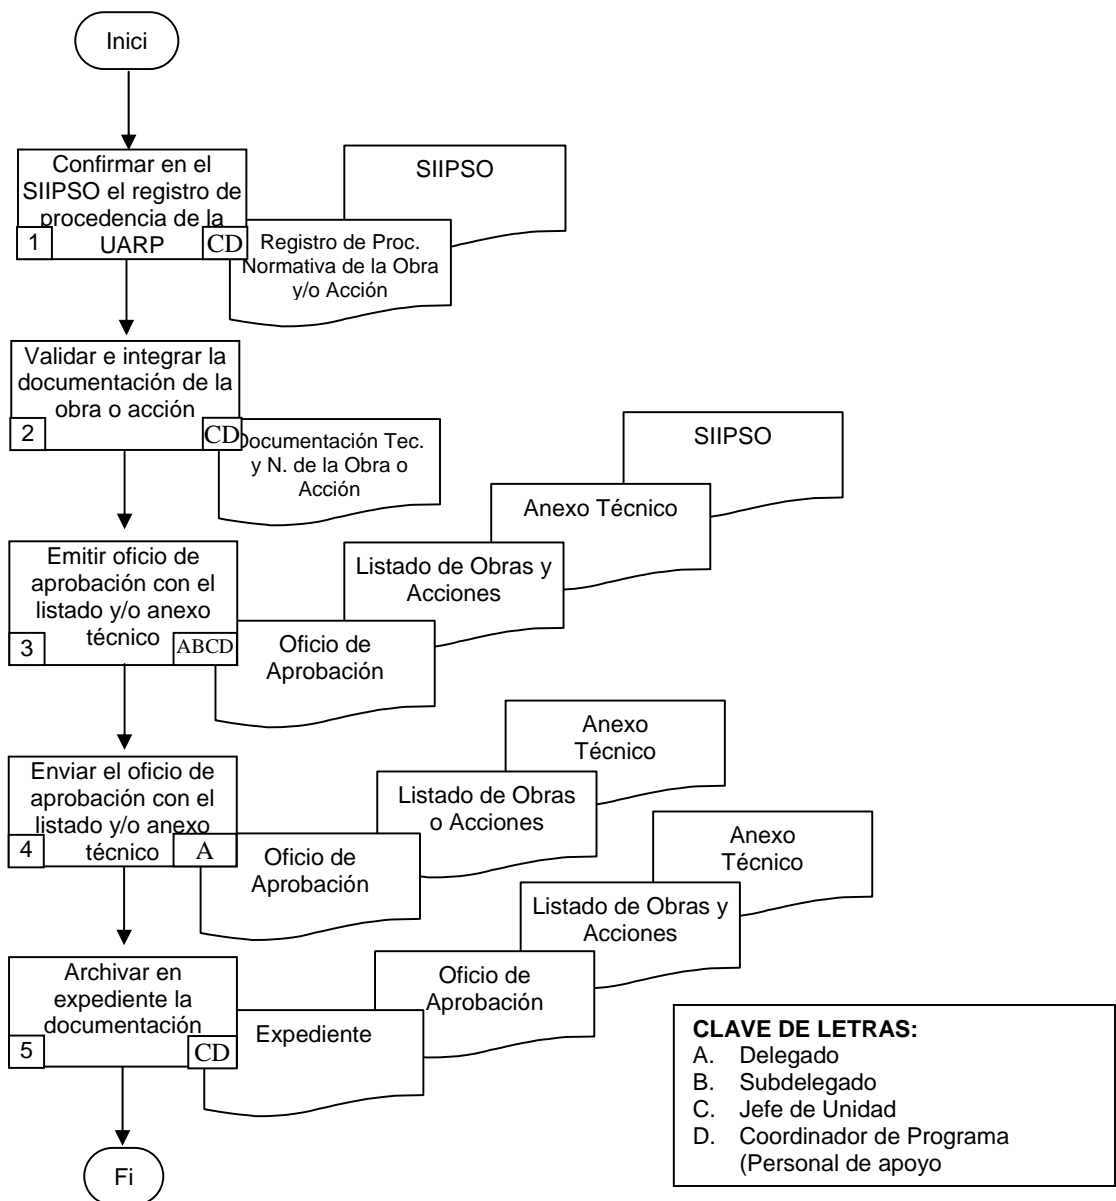 Inici
Confirmar en el
SIIPSO el registro de
procedencia de la
UARP
1
CD
SIIPSO
Registro de Proc.
Normativa de la Obra
y/o Acción
Validar e integrar la
documentación de la
obra o acción
2
CD
Documentación Tec.
y N. de la Obra o
Acción
SIIPSO
Anexo Técnico
Listado de Obras y
Acciones
Emitir oficio de
aprobación con el
listado y/o anexo
técnico
3
ABCD
Oficio de
Aprobación
Anexo
Técnico
Enviar el oficio de
aprobación con el
listado y/o anexo
técnico
4
A
Listado de Obras
o Acciones
Oficio de
Aprobación
Anexo
Técnico
Listado de Obras y
Acciones
Oficio de
Aprobación
Archivar en
expediente la
documentación
5
CD
Expediente
Fi
CLAVE DE LETRAS:
A. Delegado
B. Subdelegado
C. Jefe de Unidad
D. Coordinador de Programa
(Personal de apoyo